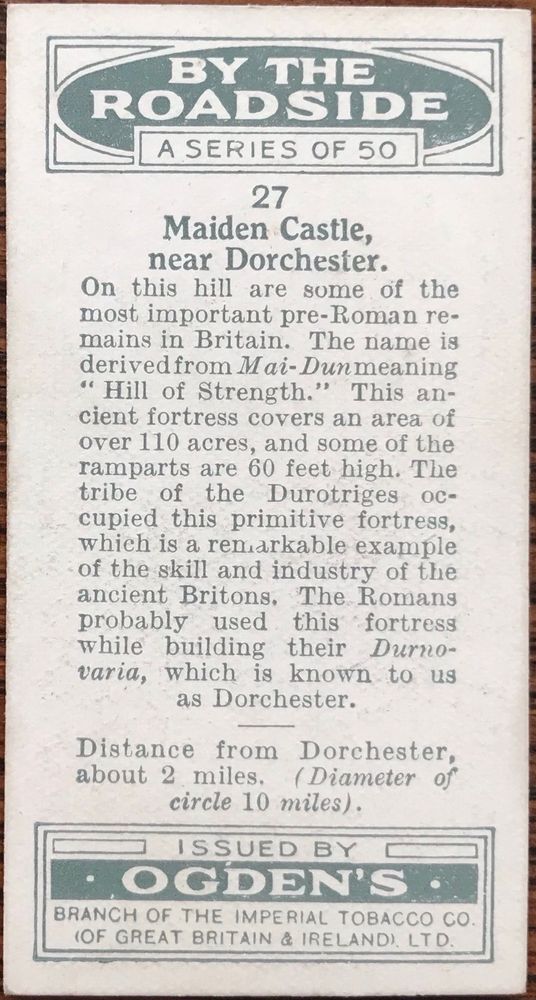 BY THE
ROADSIDE
A SERIES OF 50
27
Maiden Castle,
near Dorchester.
On this hill are some of the
most important pre-Roman re-
mains in Britain. The name is
derived from Mai-Dun meaning
“ Hill of Strength.” This an-
cient fortress covers an area of
over 110 acres, and some of the
ramparts are 60 feet high. The
tribe of the Durotriges oc-
cupied this primitive fortress,
which is a remarkable example
of the skill and industry of the
ancient Britons. The Romans
probably used this fortress
while building their Durno-
varia, which is known to us
as Dorchester.
Distance from Dorchester,
about 2 miles. (Diameter of
circle 10 miles).
ISSUED BY
· OGDEN'S ·
BRANCH OF THE IMPERIAL TOBACCO CO.
(OF GREAT BRITAIN & IRELAND), LTD.